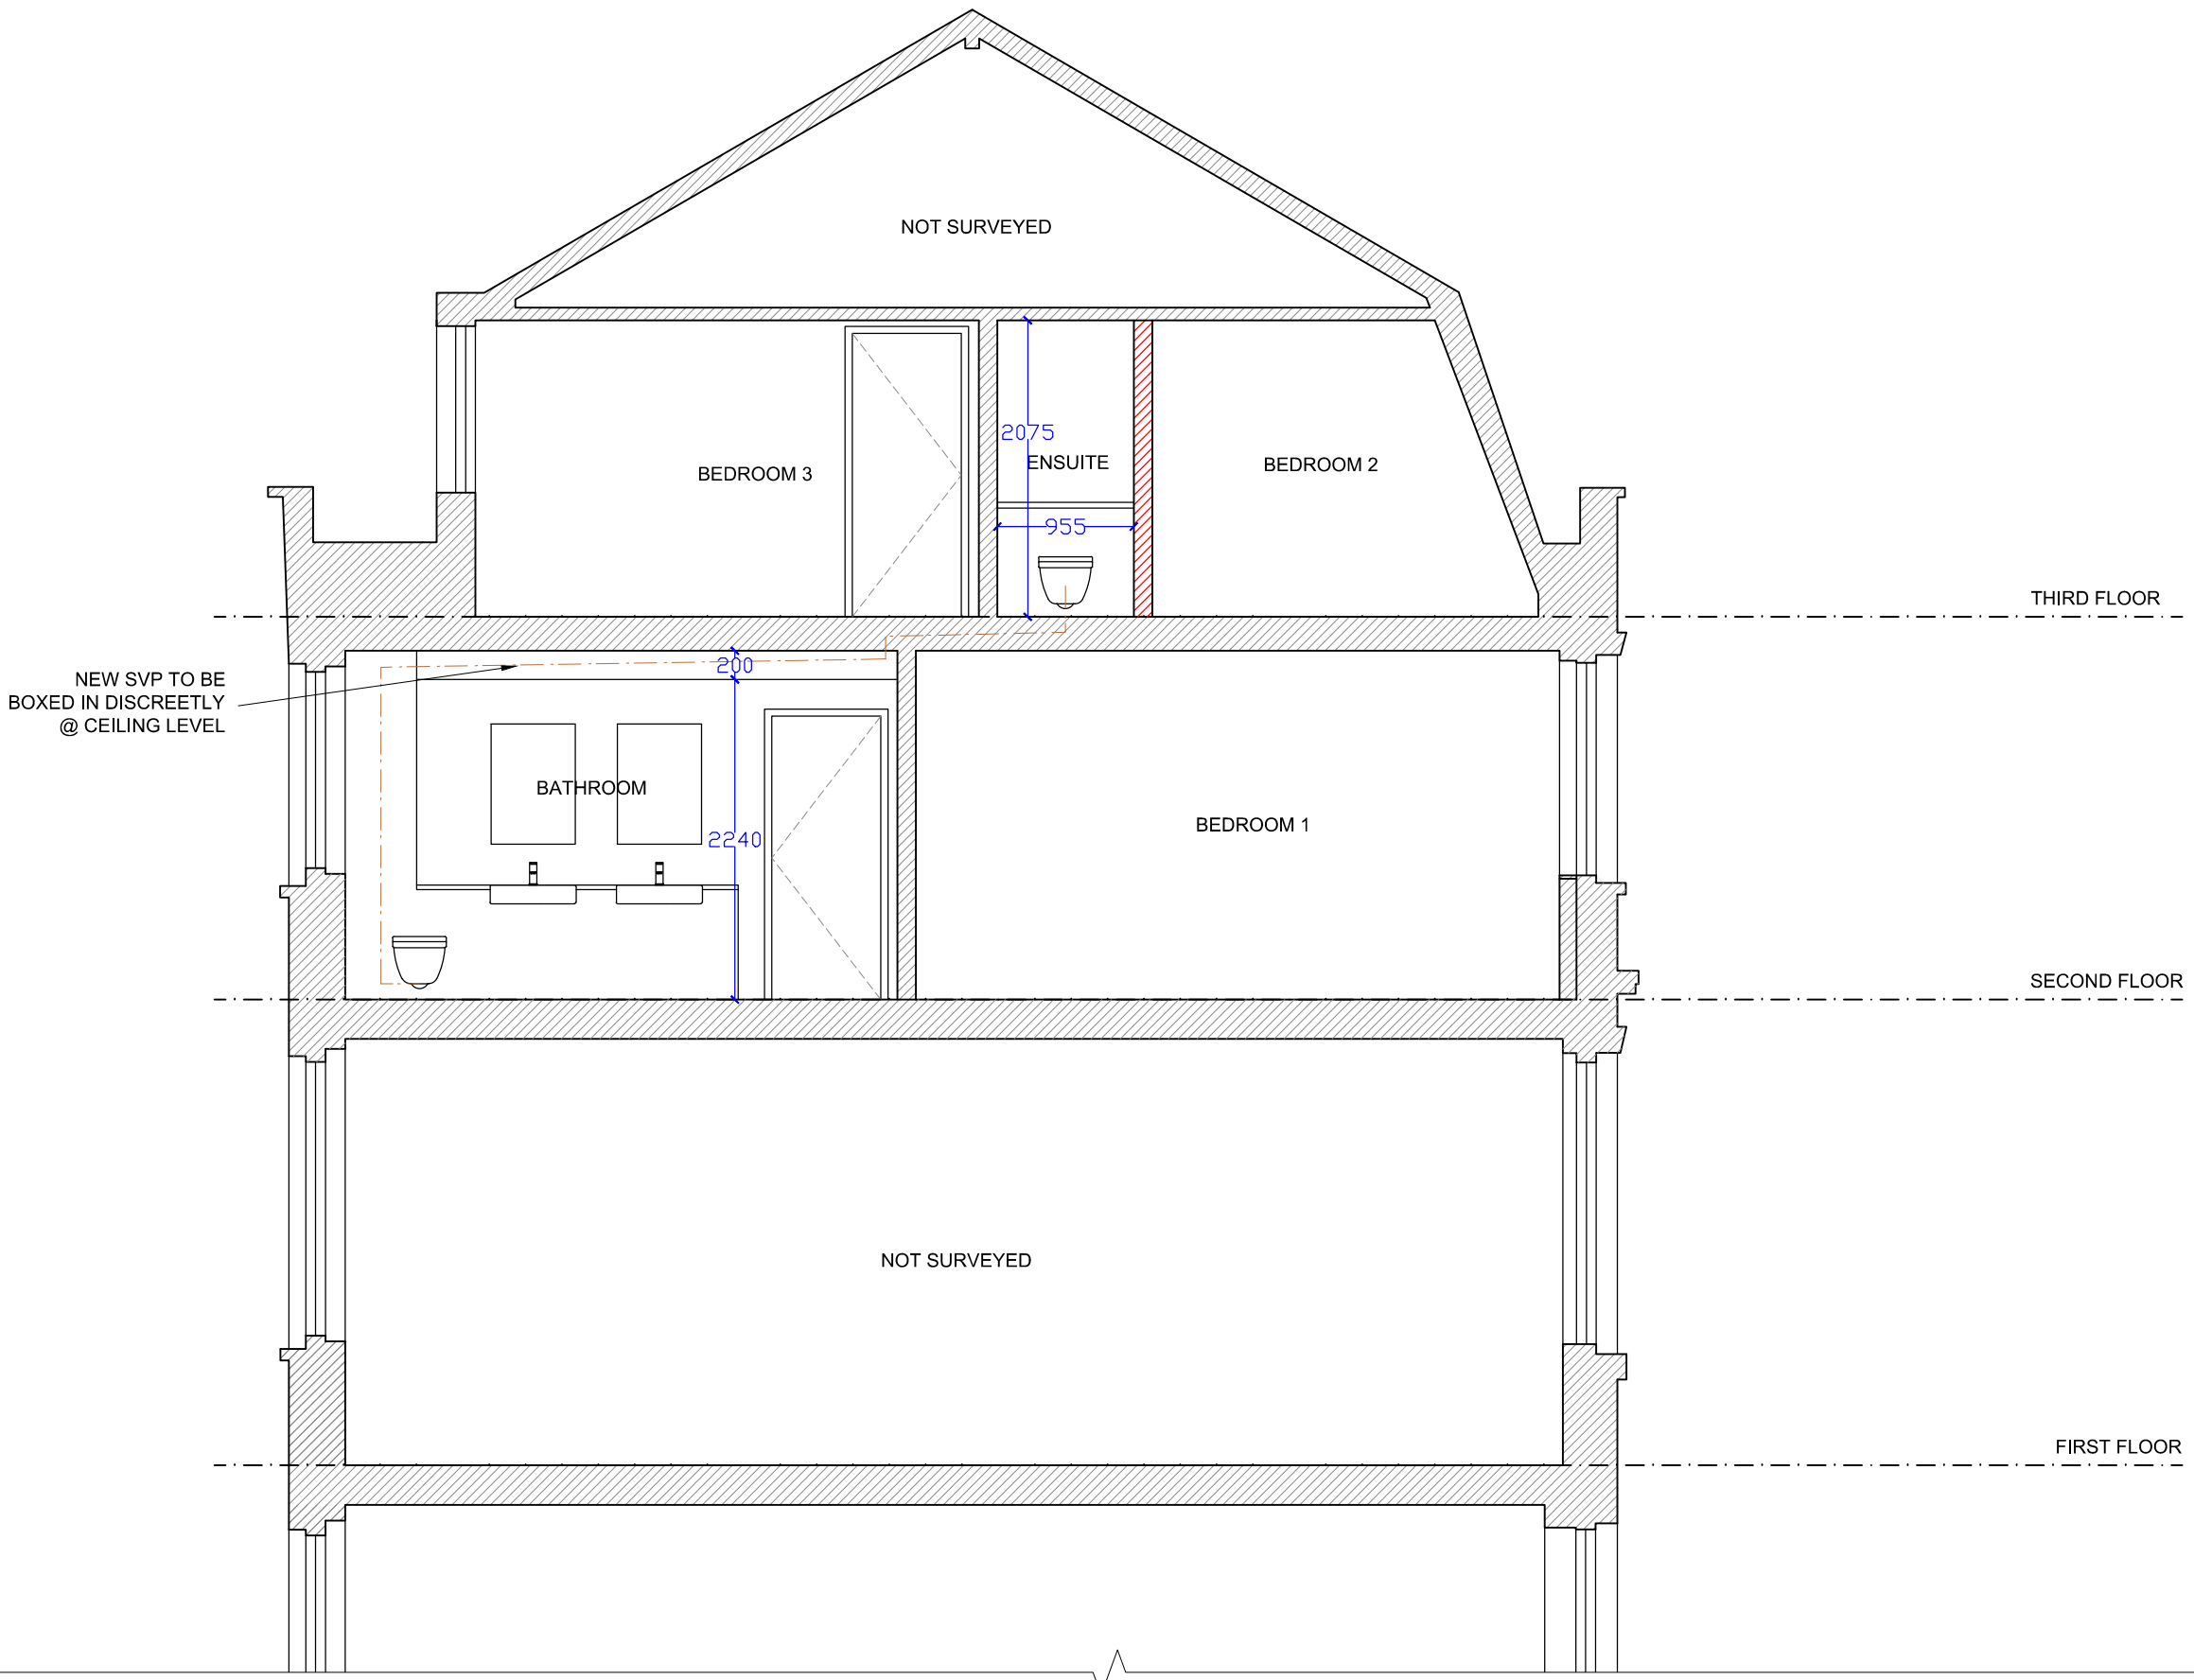 NOT SURVEYED
2075
BEDROOM 3
ENSUITE
BEDROOM 2
955
THIRD FLOOR
NEW SVP TO BE
BOXED IN DISCREETLY
@ CEILING LEVEL
200
BATHROOM
2240
BEDROOM 1
SECOND FLOOR
NOT SURVEYED
FIRST FLOOR